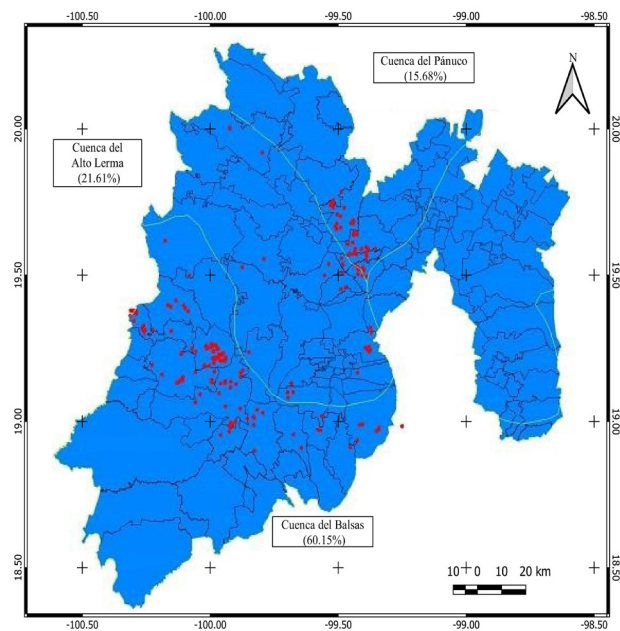 -100.50 -100.00 -99.50 -99.00 -98.50
N
Cuenca del Pánuco
(15.68%)
20.00 20.00
Cuenca del
Alto Lerma
(21.61%)
19.50 19.50
19.00 19.00
Cuenca del Balsas
(60.15%)
18.50 18.50
10 0 10 20 km
-100.50 -100.00 -99.50 -99.00 -98.50